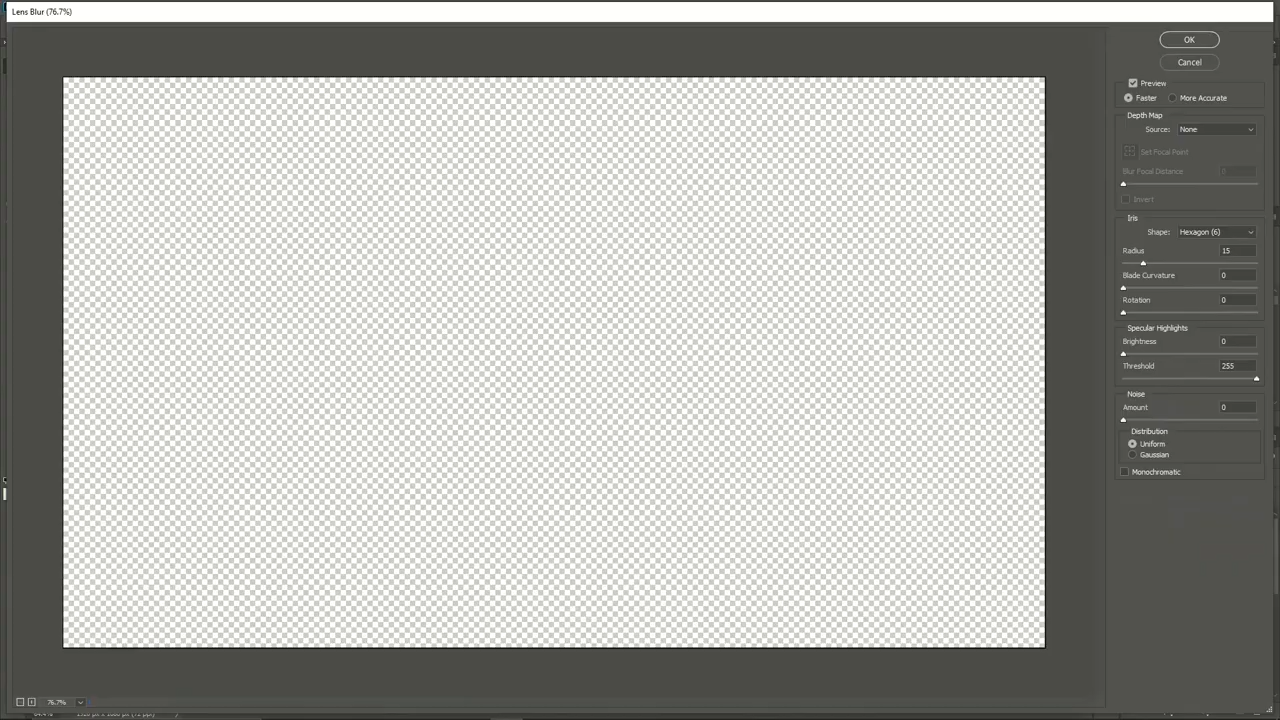 Lens Blur (76.7%)
OK
Cancel
Preview
Faster More Accurate
Depth Map
Source: None
Set Focal Point
Blur Focal Distance 0
Invert
Iris
Shape: Hexagon (6)
Radius 15
Blade Curvature 0
Rotation 0
Specular Highlights
Brightness 0
Threshold 255
Noise
Amount 0
Distribution
Uniform
Gaussian
Monochromatic
76.7%